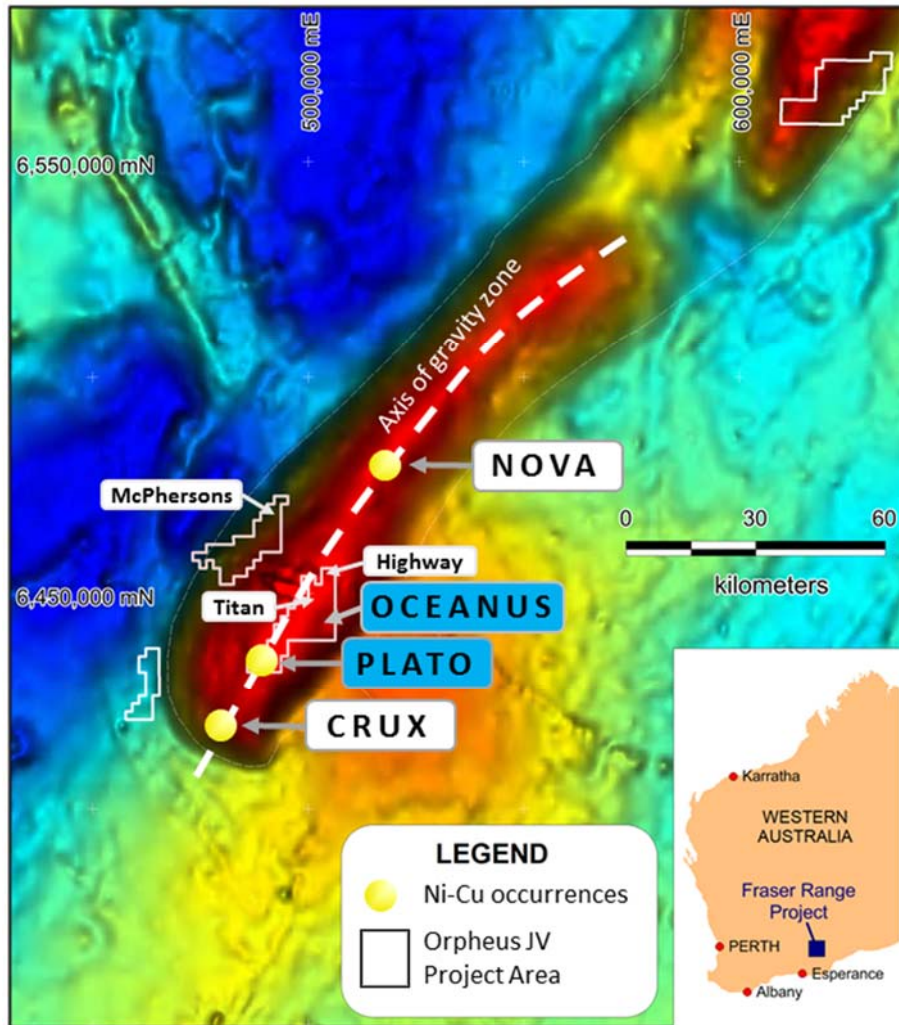 500,000 mE
600,000 mE
6,550,000 mN
Axis of gravity zone
NOVA
McPhersons
0 30 60
kilometers
Highway
6,450,000 mN
Titan
OCEANUS
PLATO
CRUX
LEGEND
Ni-Cu occurrences
Orpheus JV
Project Area
Karratha
WESTERN
AUSTRALIA
Fraser Range
Project
PERTH
Esperance
Albany